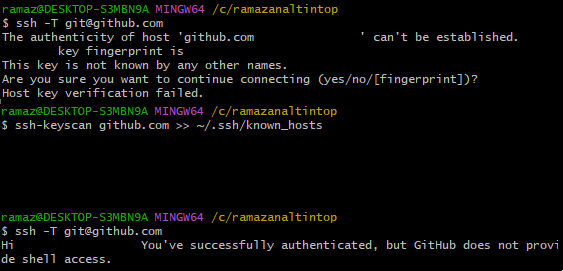 ramaz@DESKTOP-S3MBN9A MINGW64 /c/ramazanaltintop
$ ssh -T git@github.com
The authenticity of host 'github.com ' can't be established.
key fingerprint is
This key is not known by any other names.
Are you sure you want to continue connecting (yes/no/[fingerprint])?
Host key verification failed.
ramaz@DESKTOP-S3MBN9A MINGW64 /c/ramazanaltintop
$ ssh-keyscan github.com >> ~/.ssh/known_hosts
ramaz@DESKTOP-S3MBN9A MINGW64 /c/ramazanaltintop
$ ssh -T git@github.com
Hi You've successfully authenticated, but GitHub does not provi
de shell access.